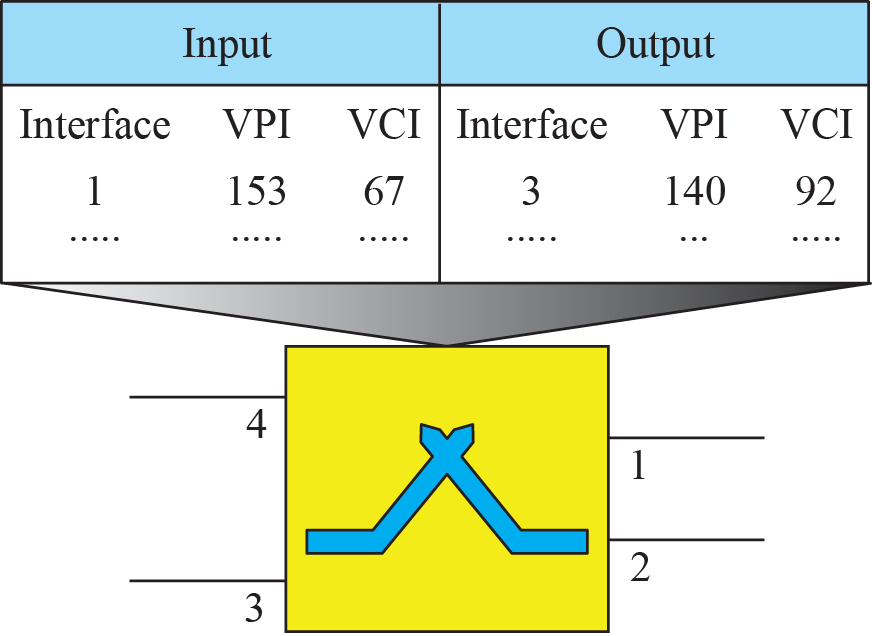 Input Output
Interface VPI VCI Interface VPI VCI
1 153 67 3 140 92
..... ..... ..... ..... ... .....
4
1
2
3